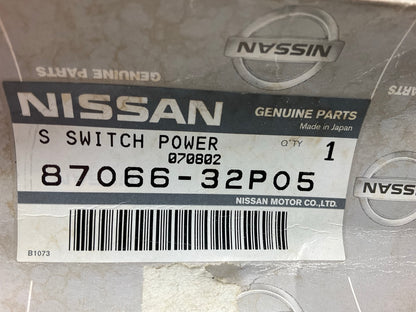 NISSAN
GENUINE PARTS
NISSAN
GENUINE PARTS
Made in Japan
S SWITCH POWER
Q'TY 1
070802
87066-32P05
NISSAN MOTOR CO.,LTD.
NISSAN
B1073